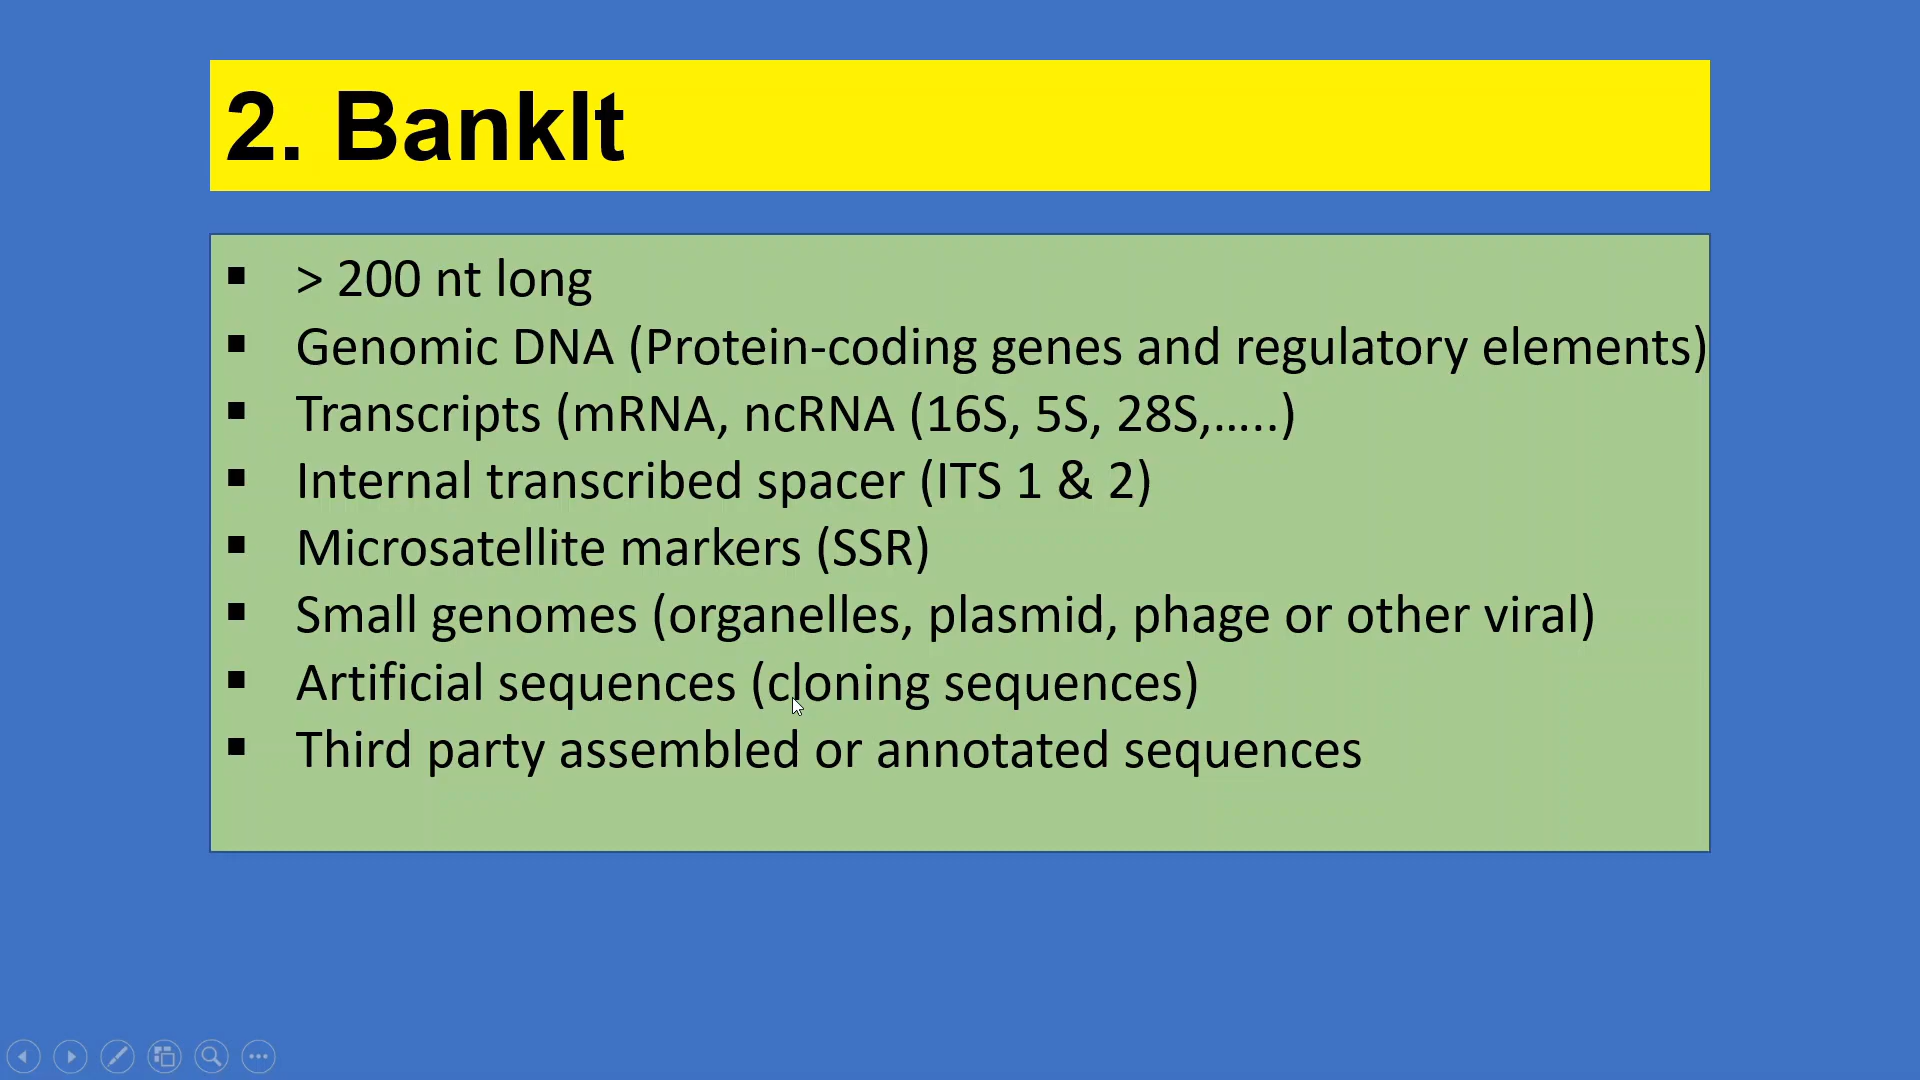 2. BankIt
▪ > 200 nt long
▪ Genomic DNA (Protein-coding genes and regulatory elements)
▪ Transcripts (mRNA, ncRNA (16S, 5S, 28S,.....)
▪ Internal transcribed spacer (ITS 1 & 2)
▪ Microsatellite markers (SSR)
▪ Small genomes (organelles, plasmid, phage or other viral)
▪ Artificial sequences (cloning sequences)
▪ Third party assembled or annotated sequences